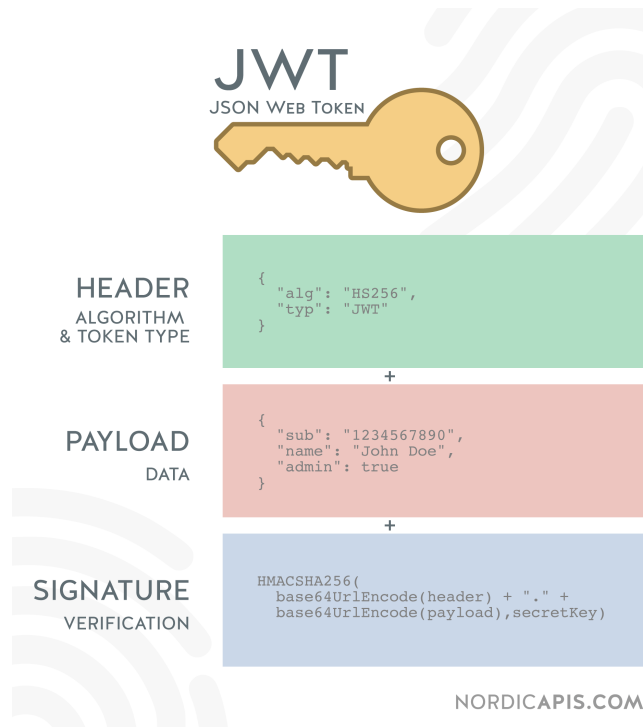 JWT
JSON WEB TOKEN
HEADER
ALGORITHM
& TOKEN TYPE
{
  "alg": "HS256",
  "typ": "JWT"
}
+
PAYLOAD
DATA
{
  "sub": "1234567890",
  "name": "John Doe",
  "admin": true
}
+
SIGNATURE
VERIFICATION
HMACSHA256(
  base64UrlEncode(header) + "." +
  base64UrlEncode(payload),secretKey)
NORDICAPIS.COM